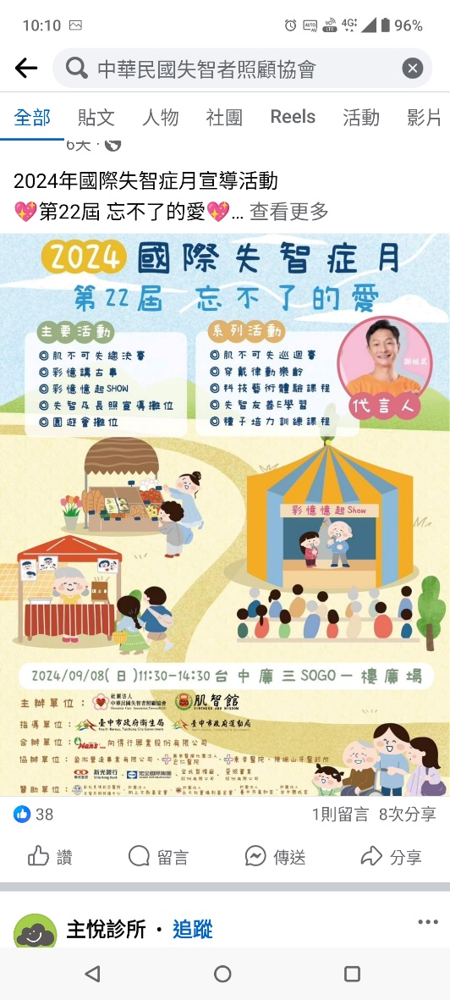 10:10
4G
96%
中華民國失智者照顧協會
全部 貼文 人物 社團 Reels 活動 影片
6天
2024年國際失智症月宣導活動
💖第22屆 忘不了的愛💖... 查看更多
2024 國際失智症月
第22屆 忘不了的愛
主要活動
◎肌不可失總決賽
◎彩憶講古事
◎彩憶憶起SHOW
◎失智及長照宣導攤位
◎園遊會攤位
系列活動
◎肌不可失巡迴賽
◎穿戴律動樂齡
◎科技藝術體驗課程
◎失智友善E學習
◎種子培力訓練課程
謝祖武
代言人
彩憶憶起Show
2024/09/08(日)11:30-14:30 台中廣三SOGO一樓廣場
主辦單位: 社團法人 中華民國失智者照顧協會 肌智館 FITNESS AND WISDOM
指導單位: 臺中市政府衛生局 臺中市政府運動局
合辦單位: Hans 向得行興業股份有限公司
協辦單位:
新光銀行
宏全國際集團
贊助單位:
38
1則留言 8次分享
讚 留言 傳送 分享
主悅診所 · 追蹤